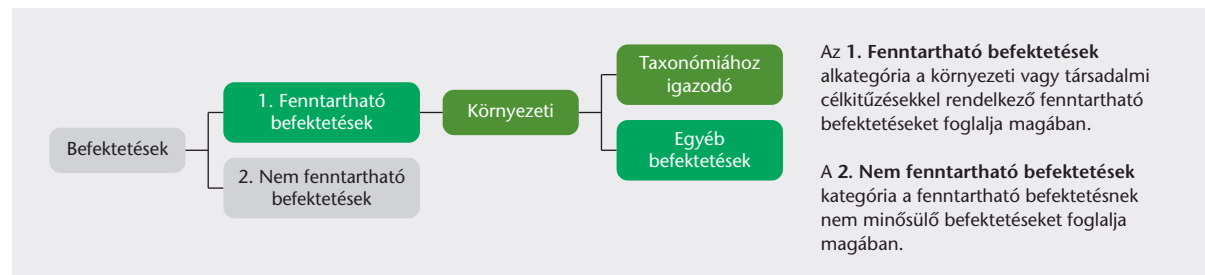 Befektetések
1. Fenntartható
befektetések
2. Nem fenntartható
befektetések
Környezeti
Taxonómiához
igazodó
Egyéb
befektetések
Az 1. Fenntartható befektetések
alkategória a környezeti vagy társadalmi
célkitűzésekkel rendelkező fenntartható
befektetéseket foglalja magában.
A 2. Nem fenntartható befektetések
kategória a fenntartható befektetésnek
nem minősülő befektetéseket foglalja
magában.